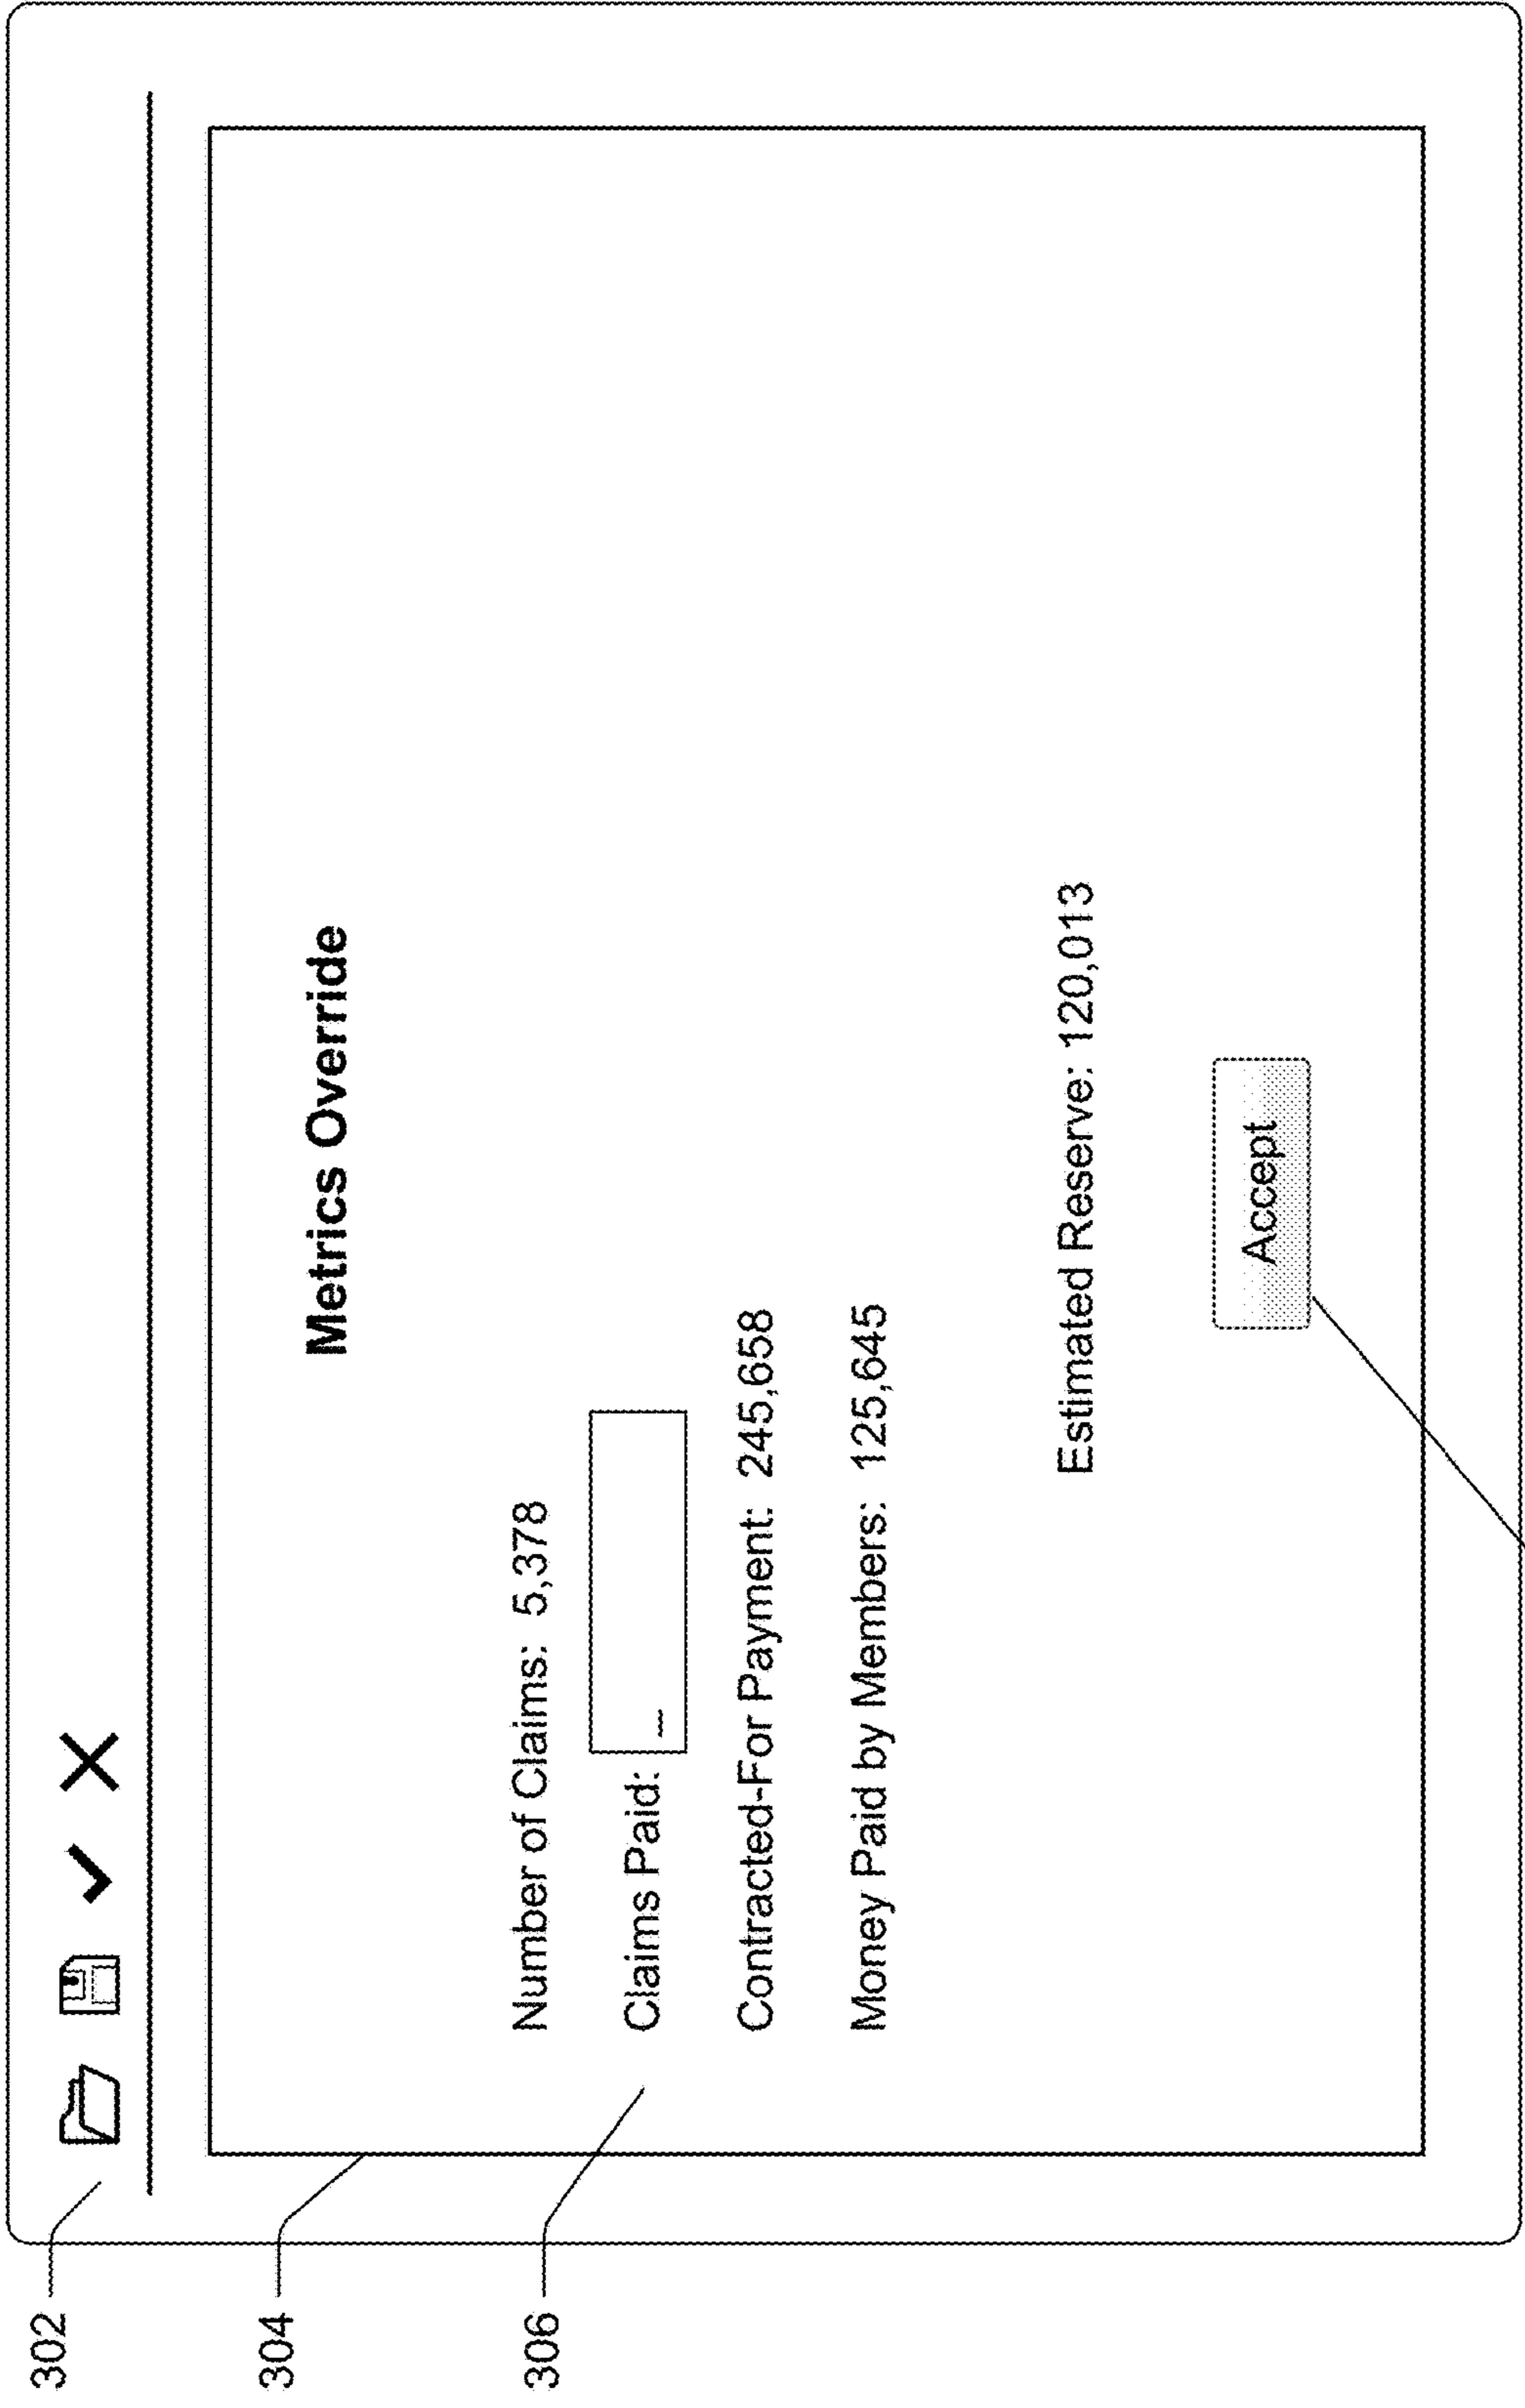 302
304
Metrics Override
306
Number of Claims: 5,378
Claims Paid: _
Contracted-For Payment: 245,658
Money Paid by Members: 125,645
Estimated Reserve: 120,013
Accept